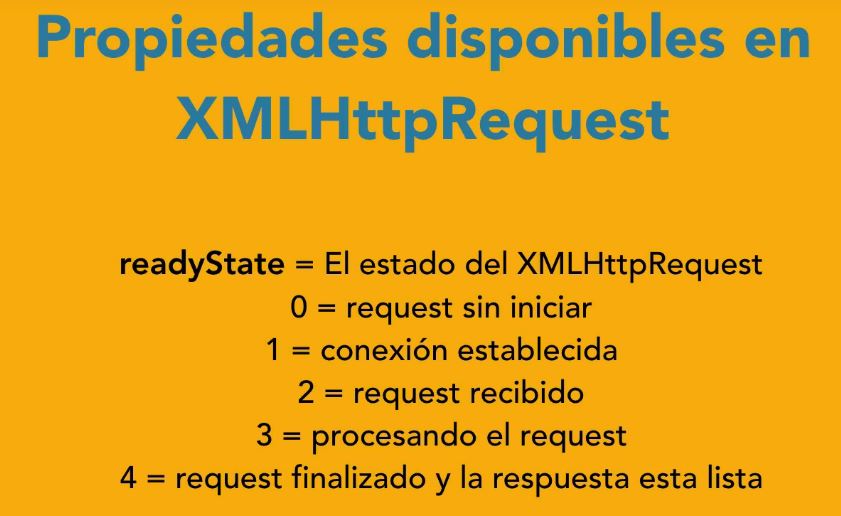 Propiedades disponibles en
XMLHttpRequest
readyState = El estado del XMLHttpRequest
0 = request sin iniciar
1 = conexión establecida
2 = request recibido
3 = procesando el request
4 = request finalizado y la respuesta esta lista